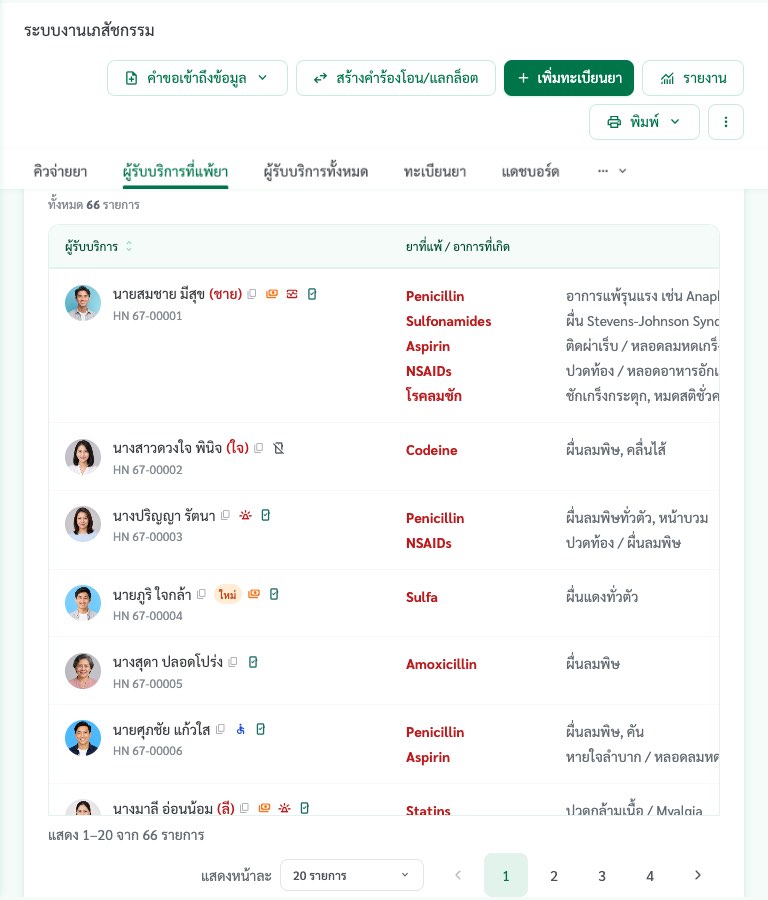 ระบบงานเภสัชกรรม
คำขอเข้าถึงข้อมูล
สร้างคำร้องโอน/แลกล็อต
เพิ่มทะเบียนยา
รายงาน
พิมพ์
คิวจ่ายยา ผู้รับบริการที่แพ้ยา ผู้รับบริการทั้งหมด ทะเบียนยา แดชบอร์ด
ทั้งหมด 66 รายการ
ผู้รับบริการ ยาที่แพ้ / อาการที่เกิด
นายสมชาย มีสุข (ชาย)
HN 67-00001
Penicillin อาการแพ้รุนแรง เช่น Anapl
Sulfonamides ผื่น Stevens-Johnson Sync
Aspirin ติดฝาเร็บ / หลอดลมหดเกร็
NSAIDs ปวดท้อง / หลอดอาหารอักเ
โรคลมชัก ชักเกร็งกระตุก, หมดสติชั่วค
นางสาวดวงใจ พินิจ (ใจ)
HN 67-00002
Codeine ผื่นลมพิษ, คลื่นไส้
นางปริญญา รัตนา
HN 67-00003
Penicillin ผื่นลมพิษทั่วตัว, หน้าบวม
NSAIDs ปวดท้อง / ผื่นลมพิษ
นายภูริ ใจกล้า ใหม่
HN 67-00004
Sulfa ผื่นแดงทั่วตัว
นางสุดา ปลอดโปร่ง
HN 67-00005
Amoxicillin ผื่นลมพิษ
นายศุภชัย แก้วใส
HN 67-00006
Penicillin ผื่นลมพิษ, คัน
Aspirin หายใจลำบาก / หลอดลมหด
นางมาลี อ่อนน้อม (ลี) Statins ปวดกล้ามเนื้อ / Myalgia
แสดง 1–20 จาก 66 รายการ
แสดงหน้าละ 20 รายการ 1 2 3 4